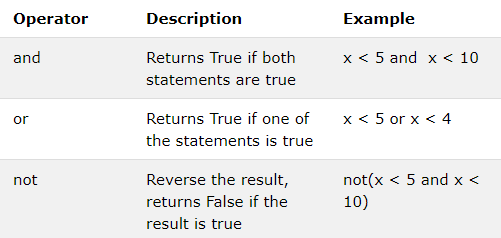 Operator Description Example
and Returns True if both x < 5 and  x < 10
statements are true
or Returns True if one of x < 5 or x < 4
the statements is true
not Reverse the result, not(x < 5 and x <
returns False if the 10)
result is true